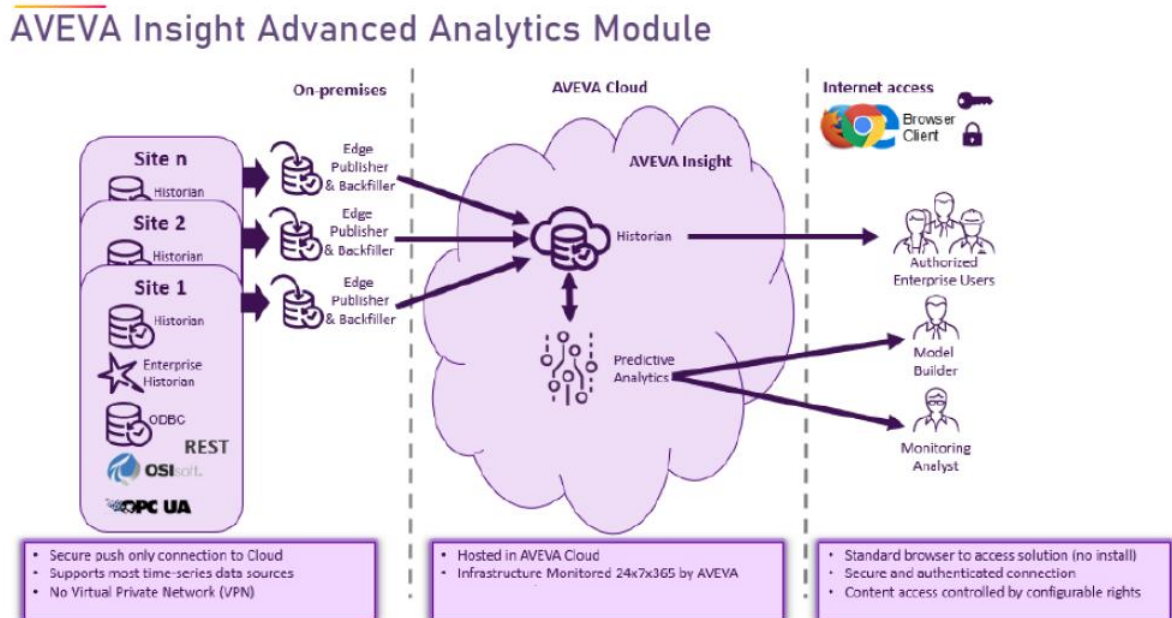 AVEVA Insight Advanced Analytics Module
On-premises
AVEVA Cloud
Internet access
Browser
Client
Site n
Historian
Edge
Publisher
& Backfiller
Site 2
Historian
Edge
Publisher
& Backfiller
Site 1
Historian
Enterprise
Historian
ODBC
REST
OSIsoft.
OPC UA
Edge
Publisher
& Backfiller
AVEVA Insight
Historian
Predictive
Analytics
Authorized
Enterprise Users
Model
Builder
Monitoring
Analyst
• Secure push only connection to Cloud
• Supports most time-series data sources
• No Virtual Private Network (VPN)
• Hosted in AVEVA Cloud
• Infrastructure Monitored 24x7x365 by AVEVA
• Standard browser to access solution (no install)
• Secure and authenticated connection
• Content access controlled by configurable rights